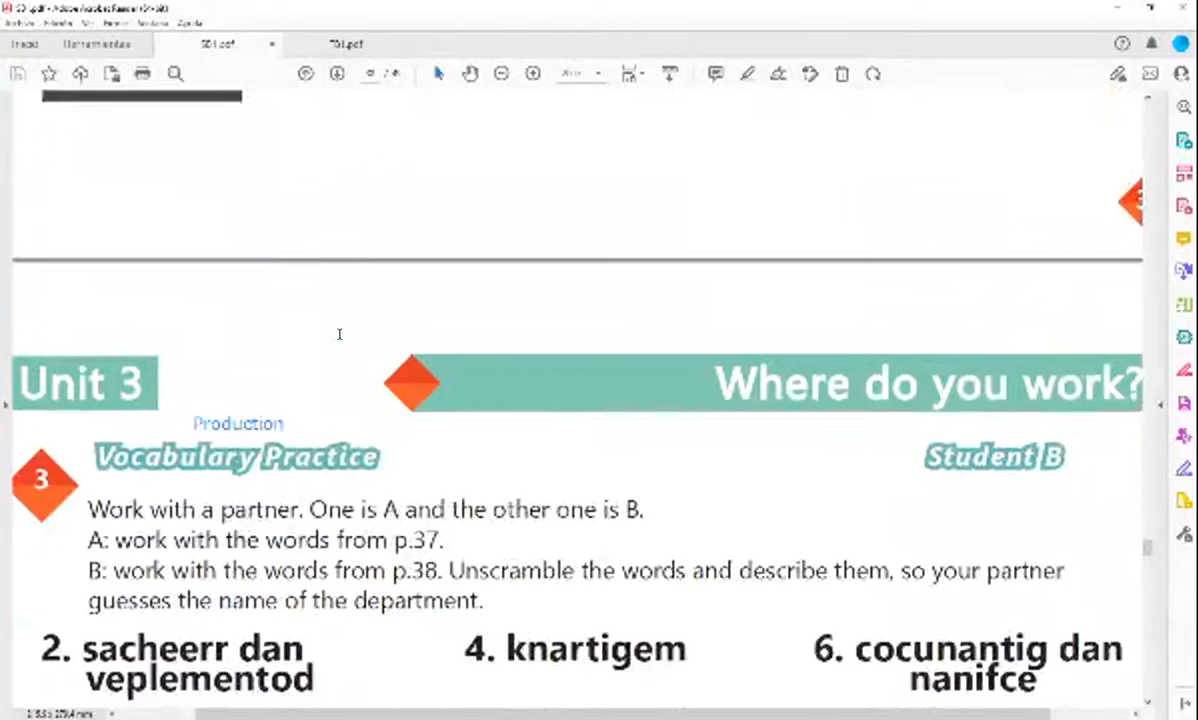 Inicio Herramientas
Unit 3
Where do you work?
Production
Vocabulary Practice
Student B
3
Work with a partner. One is A and the other one is B.
A: work with the words from p.37.
B: work with the words from p.38. Unscramble the words and describe them, so your partner
guesses the name of the department.
2. sacheerr dan
veplementod
4. knartigem
6. cocunantig dan
nanifce